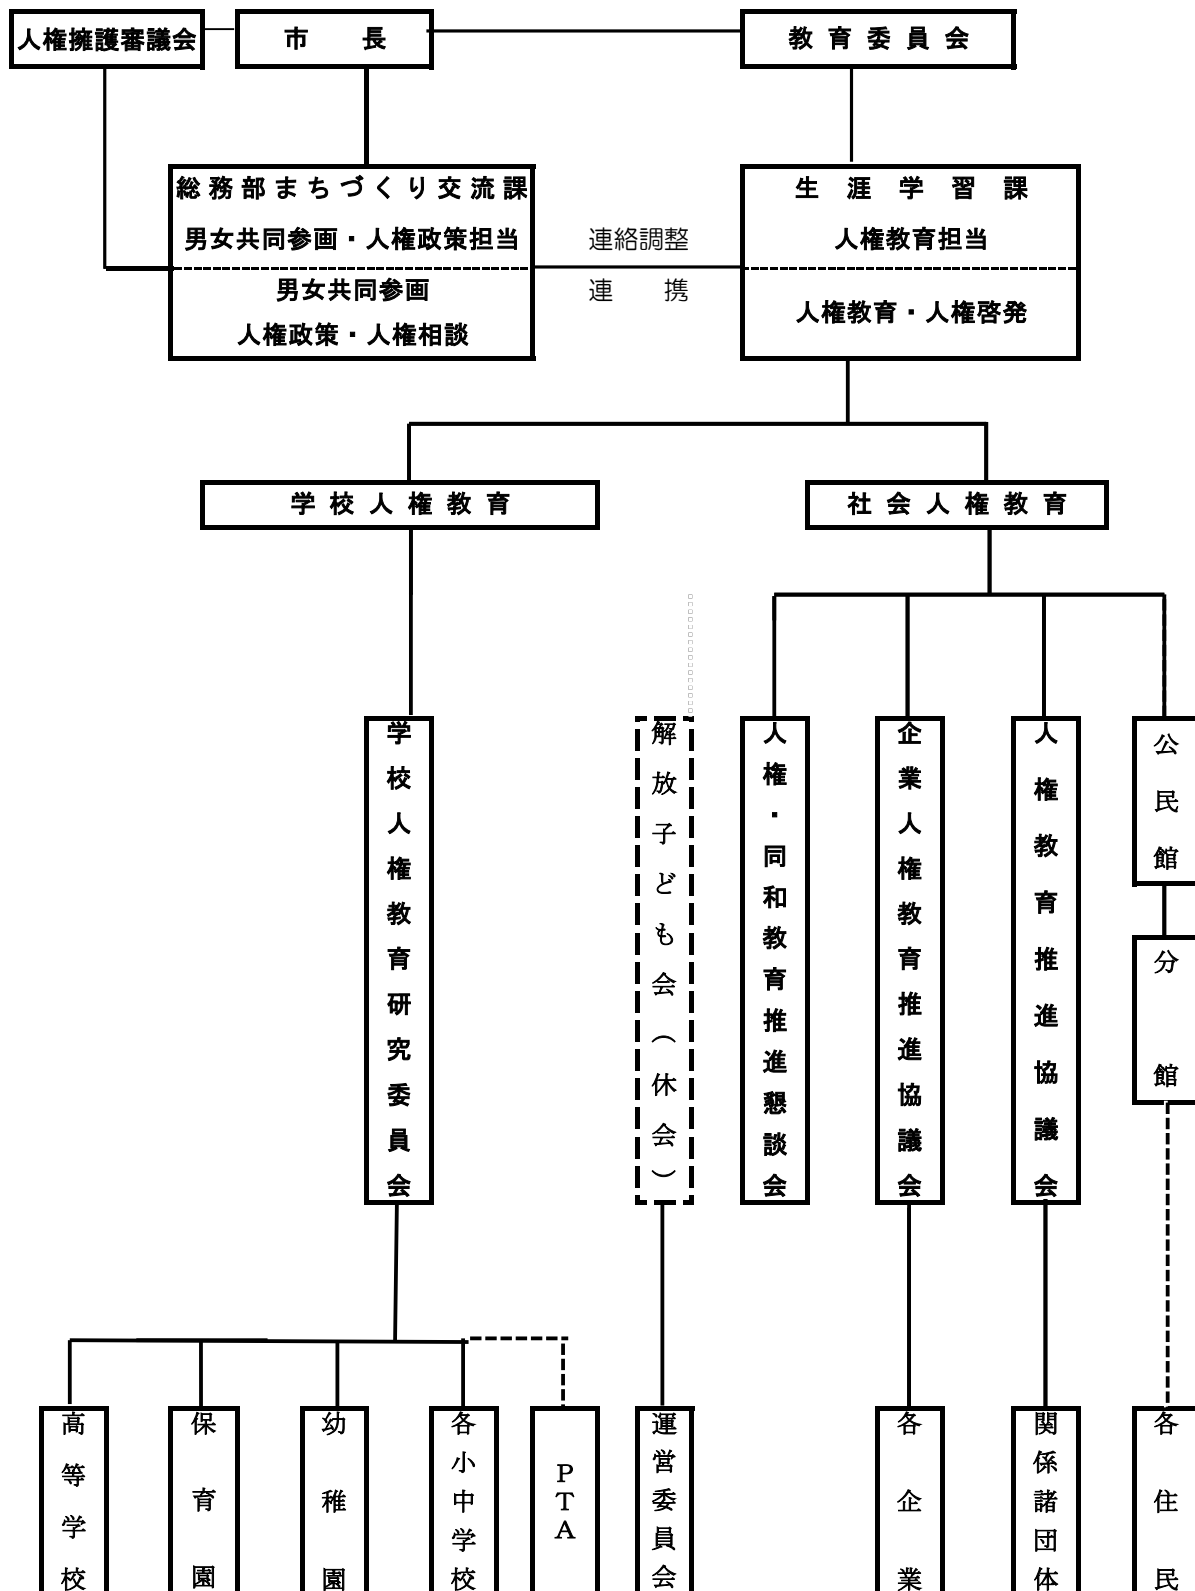 人権擁護審議会
市　長
教育委員会
総務部まちづくり交流課
男女共同参画・人権政策担当
男女共同参画
人権政策・人権相談
連絡調整
連　携
生涯学習課
人権教育担当
人権教育・人権啓発
学校人権教育
社会人権教育
学校人権教育研究委員会
解放子ども会（休会）
人権・同和教育推進懇談会
企業人権教育推進協議会
人権教育推進協議会
公民館
分　館
高等学校
保育園
幼稚園
各小中学校
PTA
運営委員会
各企業
関係諸団体
各住民